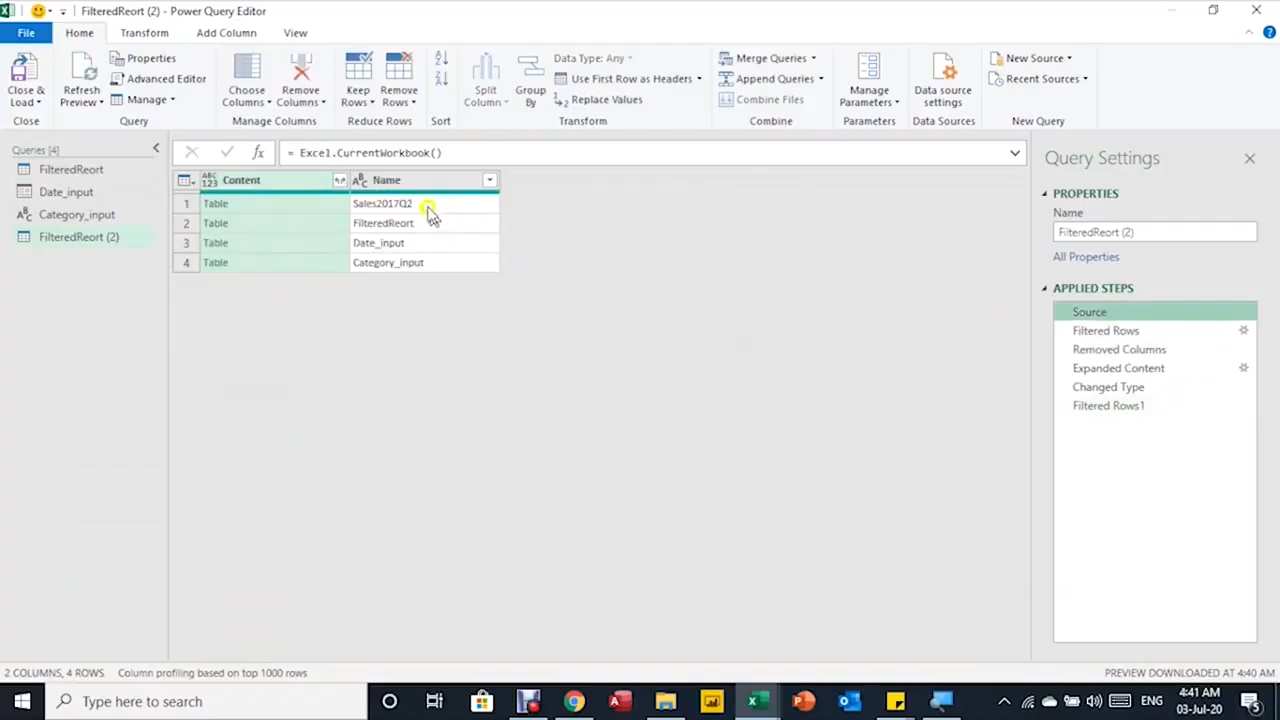 FilteredReort (2) - Power Query Editor
File
Home
Transform
Add Column
View
Close & Load
Close
Refresh Preview
Properties
Advanced Editor
Manage
Query
Choose Columns
Remove Columns
Manage Columns
Keep Rows
Remove Rows
Reduce Rows
Sort
Split Column
Group By
Data Type: Any
Use First Row as Headers
Replace Values
Transform
Merge Queries
Append Queries
Combine Files
Combine
Manage Parameters
Parameters
Data source settings
Data Sources
New Source
Recent Sources
New Query
Queries [4]
FilteredReort
Date_input
Category_input
FilteredReort (2)
fx = Excel.CurrentWorkbook()
ABC 123 Content ABC Name
1 Table Sales2017Q2
2 Table FilteredReort
3 Table Date_input
4 Table Category_input
Query Settings
PROPERTIES
Name
FilteredReort (2)
All Properties
APPLIED STEPS
Source
Filtered Rows
Removed Columns
Expanded Content
Changed Type
Filtered Rows1
2 COLUMNS, 4 ROWS Column profiling based on top 1000 rows
PREVIEW DOWNLOADED AT 4:40 AM
Type here to search
ENG
4:41 AM
03-Jul-20
5